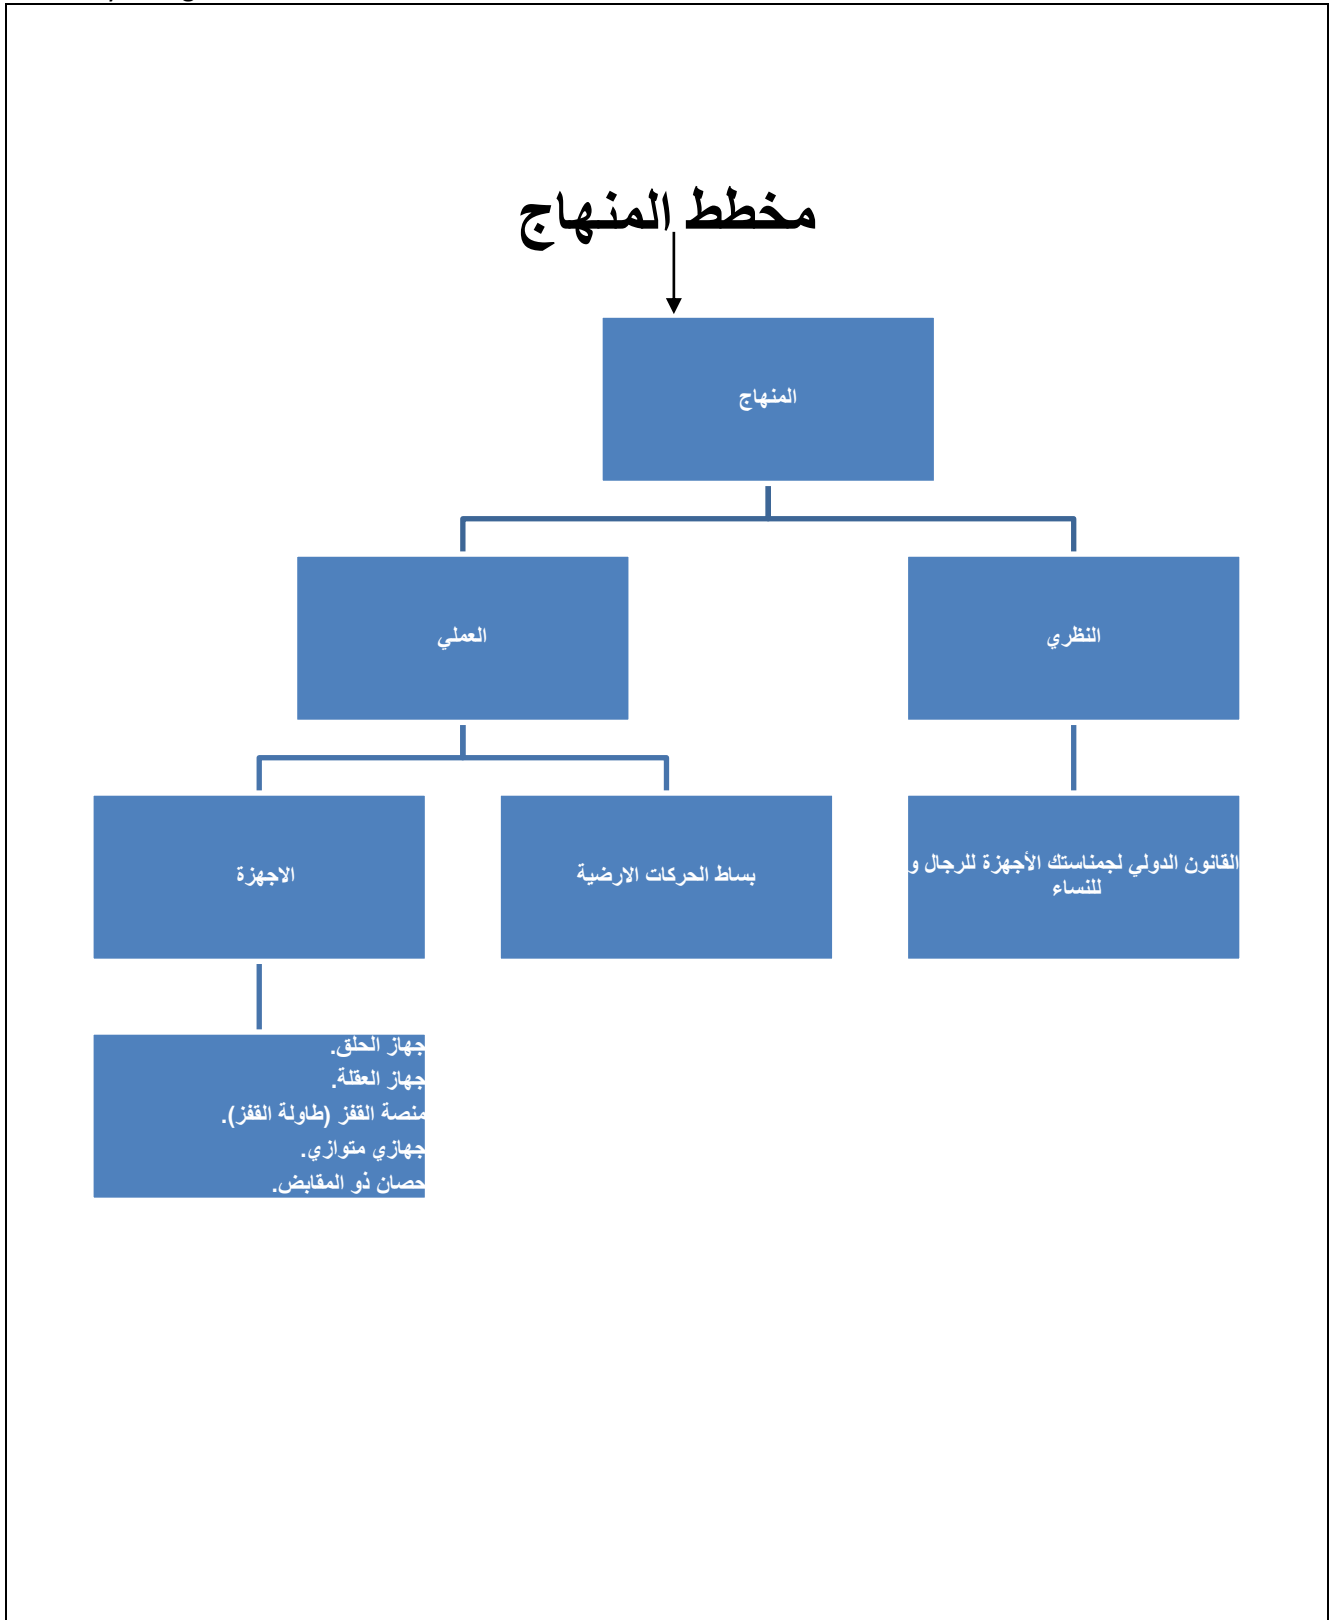 مخطط المنهاج
المنهاج
النظري
العملي
القانون الدولي لجمناستك الأجهزة للرجال و
للنساء
بساط الحركات الارضية
الاجهزة
جهاز الحلق.
جهاز العقلة.
منصة القفز (طاولة القفز).
جهازي متوازي.
حصان ذو المقابض.